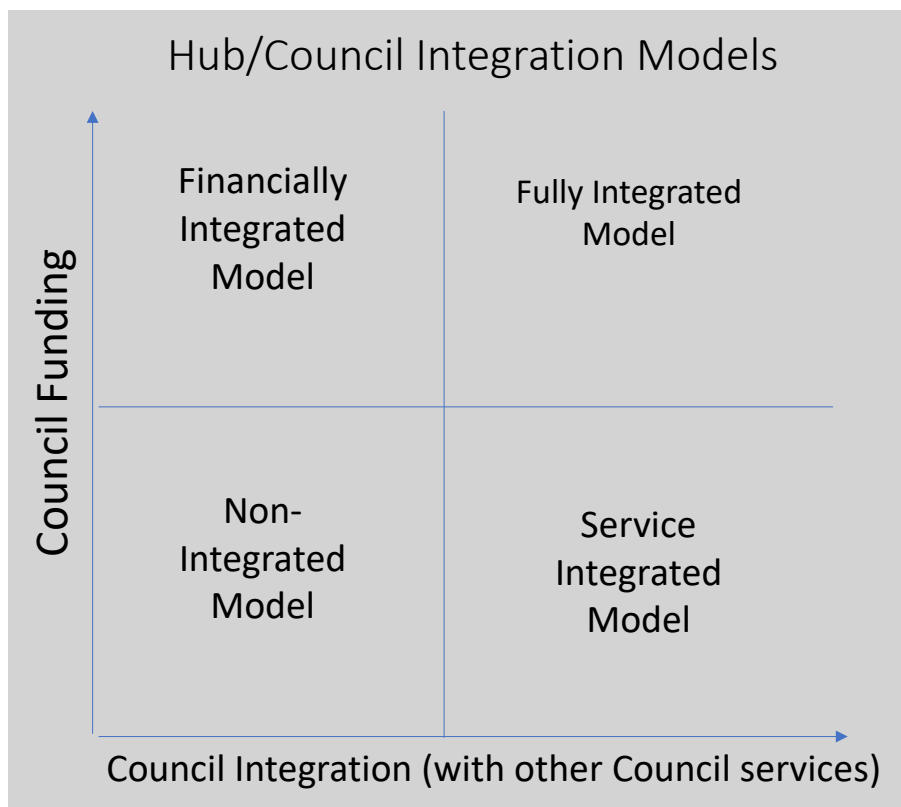 Hub/Council Integration Models
Financially
Integrated
Model
Fully Integrated
Model
Council Funding
Non-
Integrated
Model
Service
Integrated
Model
Council Integration (with other Council services)